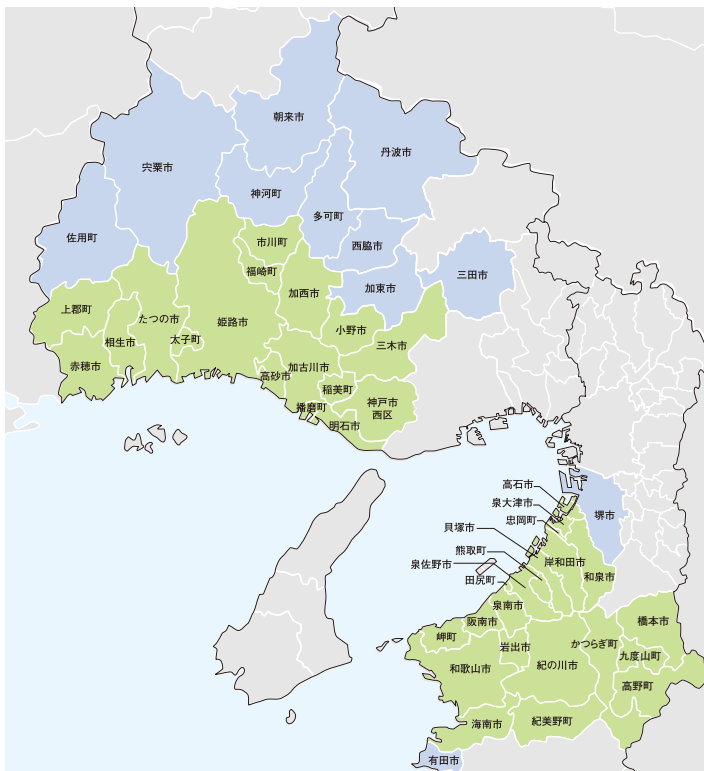 朝来市
丹波市
宍粟市
神河町
多可町
佐用町
市川町
西脇市
福崎町
三田市
加西市
加東市
上郡町
たつの市
姫路市
小野市
相生市
太子町
三木市
赤穂市
高砂市
加古川市
稲美町
神戸市
西区
播磨町
明石市
高石市
泉大津市
忠岡町
堺市
貝塚市
熊取町
泉佐野市
岸和田市
田尻町
和泉市
泉南市
阪南市
岬町
岩出市
かつらぎ町
橋本市
和歌山市
紀の川市
九度山町
高野町
海南市
紀美野町
有田市